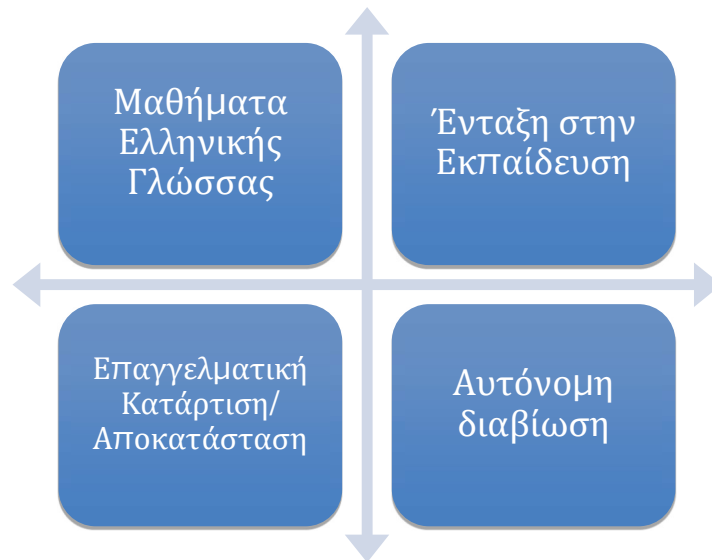 Μαθήματα
Ελληνικής
Γλώσσας
Ένταξη στην
Εκπαίδευση
Επαγγελματική
Κατάρτιση/
Αποκατάσταση
Αυτόνομη
διαβίωση